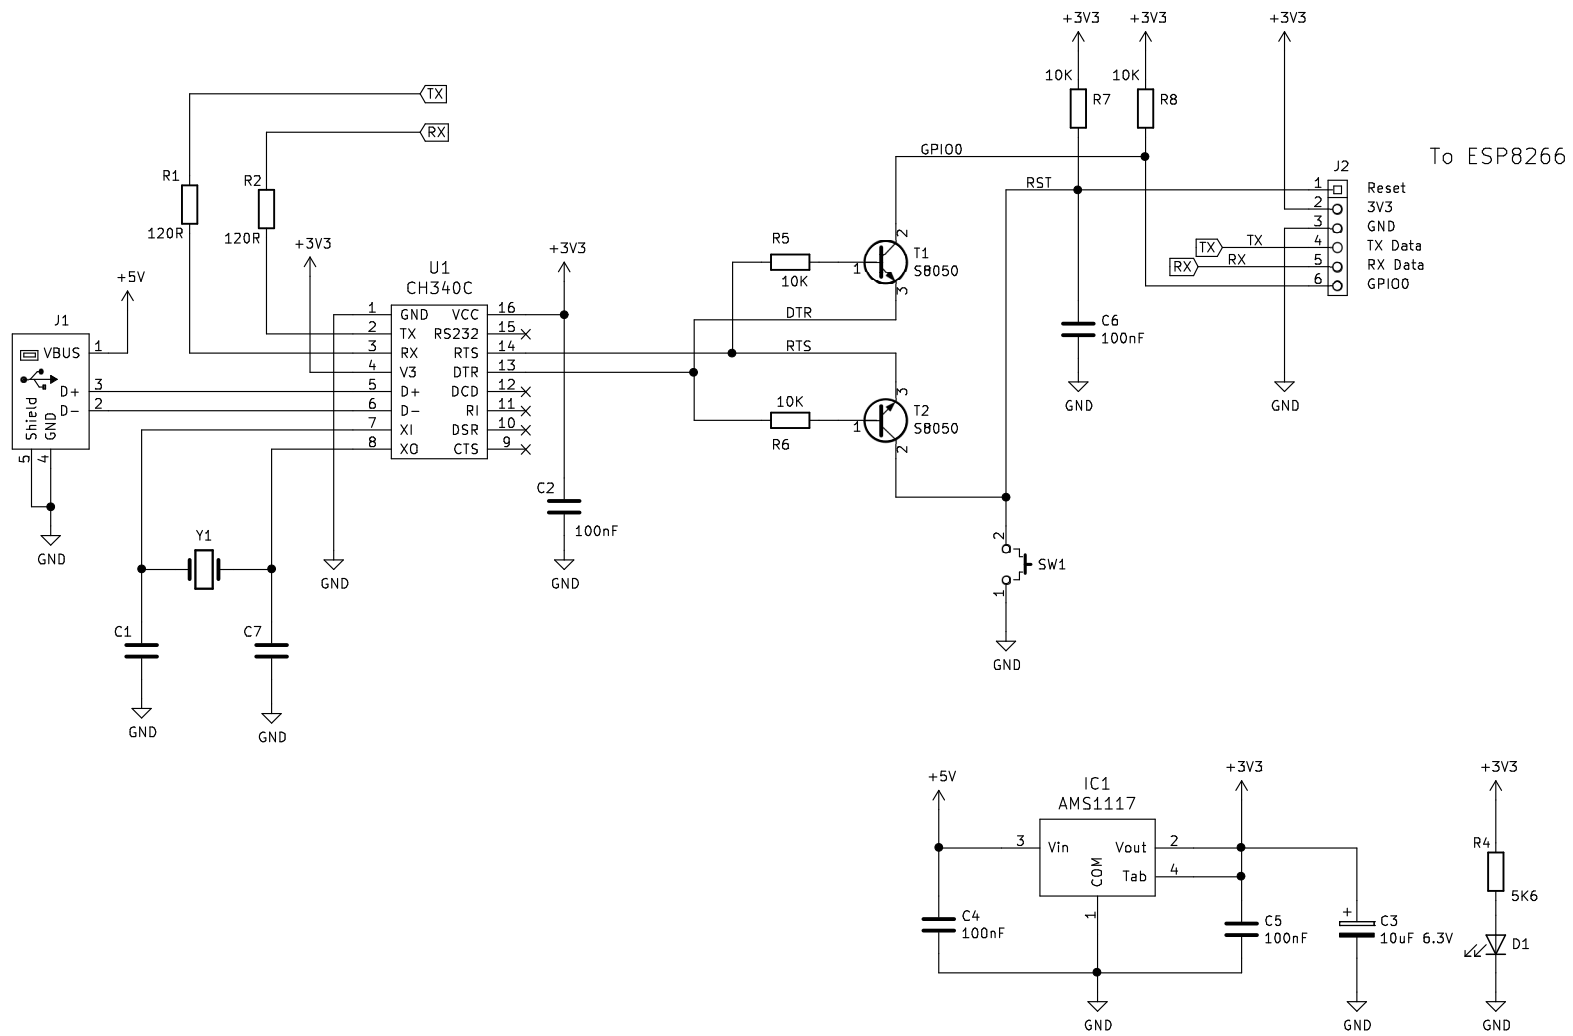 +3V3
+3V3
+3V3
10K
R7
10K
R8
TX
RX
GPIO0
To ESP8266
RST
R1
120R
R2
120R
J2
1 Reset
2 3V3
3 GND
TX TX 4 TX Data
RX RX 5 RX Data
6 GPIO0
+3V3
+5V
U1
CH340C
1 GND VCC 16
2 TX RS232 15
3 RX RTS 14
4 V3 DTR 13
5 D+ DCD 12
6 D- RI 11
7 XI DSR 10
8 XO CTS 9
+3V3
R5
10K
1
2
3
T1
S8050
DTR
RTS
10K
R6
1
3
2
T2
S8050
C6
100nF
GND
GND
J1
VBUS 1
D+ 3
D- 2
Shield
GND
5
4
GND
Y1
C1
GND
C7
GND
GND
C2
100nF
GND
2
SW1
1
GND
+5V
IC1
AMS1117
3 Vin Vout 2
Tab 4
COM
1
+3V3
C4
100nF
C5
100nF
+
C3
10uF 6.3V
GND
GND
+3V3
R4
5K6
D1
GND